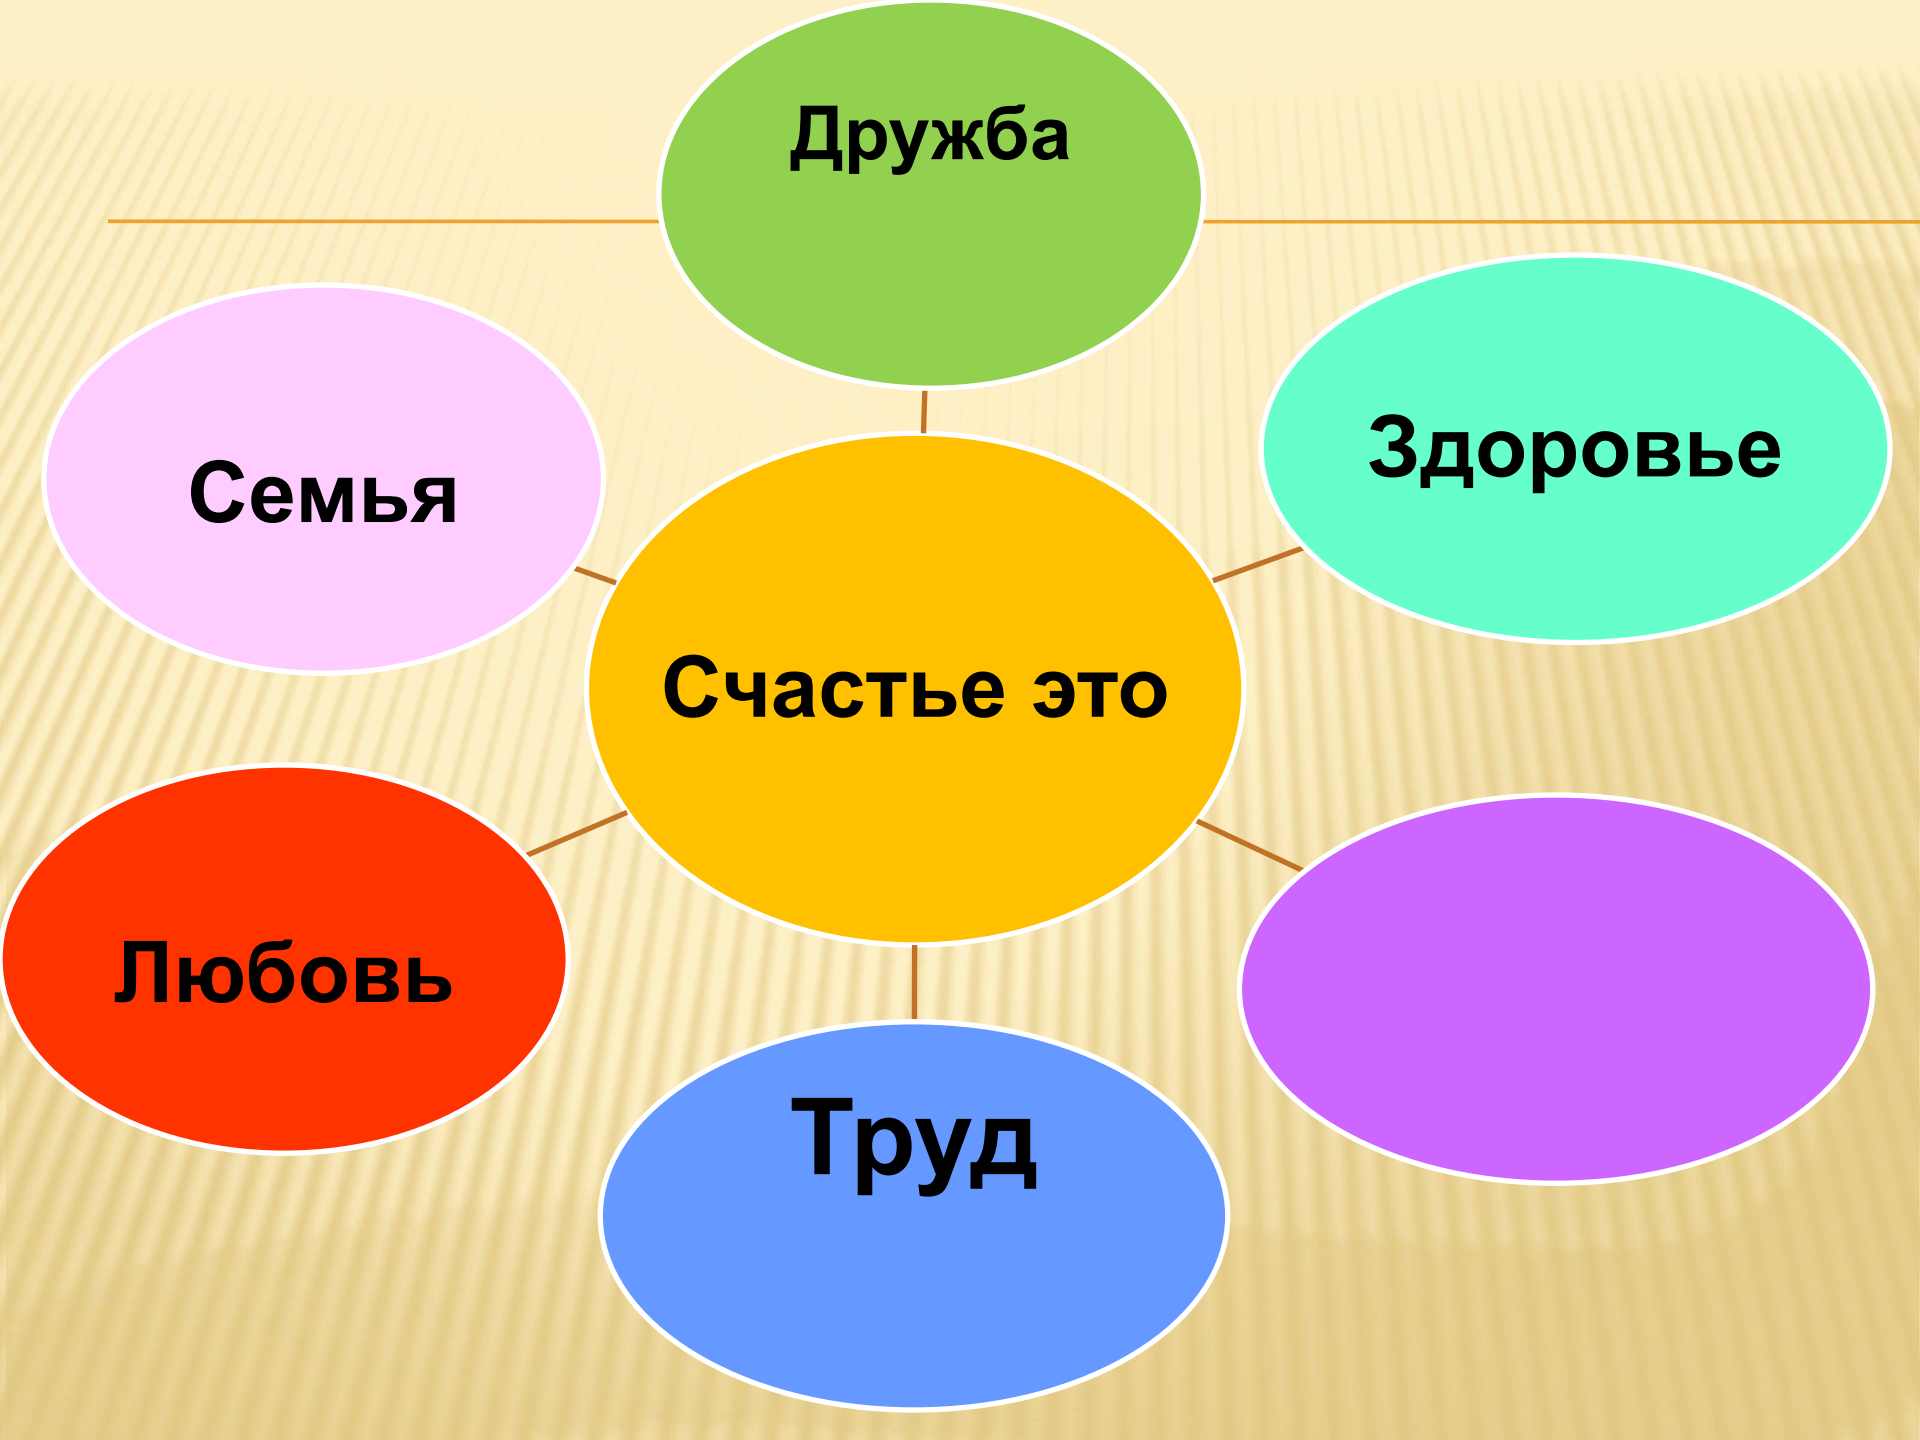 Дружба
Здоровье
Семья
Счастье это
Любовь
Труд